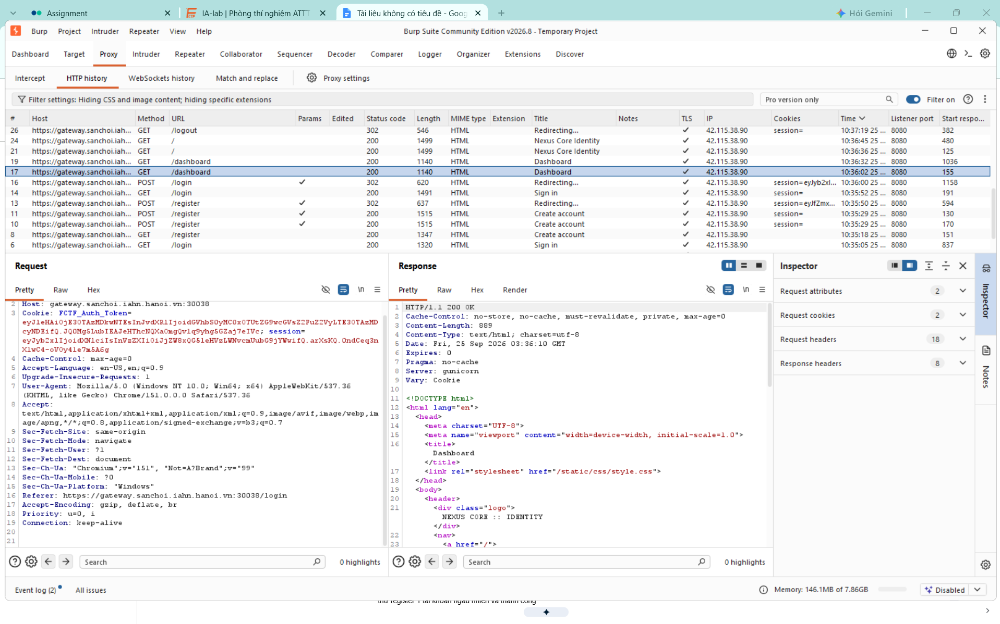 Assignment
IA-lab | Phòng thí nghiệm ATTT
Tài liệu không có tiêu đề - Goog
Hỏi Gemini
Burp Project Intruder Repeater View Help
Burp Suite Community Edition v2026.8 - Temporary Project
Dashboard Target Proxy Intruder Repeater Collaborator Sequencer Decoder Comparer Logger Organizer Extensions Discover
Intercept HTTP history WebSockets history Match and replace Proxy settings
Filter settings: Hiding CSS and image content; hiding specific extensions
Pro version only
Filter on
# Host Method URL Params Edited Status code Length MIME type Extension Title Notes TLS IP Cookies Time Listener port Start respo...
26 https://gateway.sanchoi.iah... GET /logout 302 546 HTML Redirecting... ✓ 42.115.38.90 session= 10:37:19 25 ... 8080 382
24 https://gateway.sanchoi.iah... GET / 200 1499 HTML Nexus Core Identity ✓ 42.115.38.90 10:36:45 25 ... 8080 480
21 https://gateway.sanchoi.iah... GET / 200 1499 HTML Nexus Core Identity ✓ 42.115.38.90 10:36:36 25 ... 8080 125
19 https://gateway.sanchoi.iah... GET /dashboard 200 1140 HTML Dashboard ✓ 42.115.38.90 10:36:32 25 ... 8080 1036
17 https://gateway.sanchoi.iah... GET /dashboard 200 1140 HTML Dashboard ✓ 42.115.38.90 10:36:02 25 ... 8080 155
16 https://gateway.sanchoi.iah... POST /login ✓ 302 620 HTML Redirecting... ✓ 42.115.38.90 session=eyJyb2xl... 10:36:00 25 ... 8080 1158
14 https://gateway.sanchoi.iah... GET /login 200 1491 HTML Sign in ✓ 42.115.38.90 session= 10:35:52 25 ... 8080 191
13 https://gateway.sanchoi.iah... POST /register ✓ 302 637 HTML Redirecting... ✓ 42.115.38.90 session=eyJfZmx... 10:35:50 25 ... 8080 594
11 https://gateway.sanchoi.iah... POST /register ✓ 200 1515 HTML Create account ✓ 42.115.38.90 session= 10:35:29 25 ... 8080 130
10 https://gateway.sanchoi.iah... POST /register ✓ 200 1515 HTML Create account ✓ 42.115.38.90 session= 10:35:29 25 ... 8080 170
8 https://gateway.sanchoi.iah... GET /register 200 1347 HTML Create account ✓ 42.115.38.90 10:35:18 25 ... 8080 151
6 https://gateway.sanchoi.iah... GET /login 200 1320 HTML Sign in ✓ 42.115.38.90 10:35:05 25 ... 8080 837
Request
Pretty Raw Hex
\n
2 Host: gateway.sanchoi.iahn.hanoi.vn:30038
3 Cookie: FCTF_Auth_Token=
4 Cache-Control: max-age=0
5 Accept-Language: en-US,en;q=0.9
6 Upgrade-Insecure-Requests: 1
7 User-Agent: Mozilla/5.0 (Windows NT 10.0; Win64; x64) AppleWebKit/537.36
(KHTML, like Gecko) Chrome/151.0.0.0 Safari/537.36
8 Accept:
text/html,application/xhtml+xml,application/xml;q=0.9,image/avif,image/webp,im
age/apng,*/*;q=0.8,application/signed-exchange;v=b3;q=0.7
9 Sec-Fetch-Site: same-origin
10 Sec-Fetch-Mode: navigate
11 Sec-Fetch-User: ?1
12 Sec-Fetch-Dest: document
13 Sec-Ch-Ua: "Chromium";v="151", "Not=A?Brand";v="99"
14 Sec-Ch-Ua-Mobile: ?0
15 Sec-Ch-Ua-Platform: "Windows"
16 Referer: https://gateway.sanchoi.iahn.hanoi.vn:30038/login
17 Accept-Encoding: gzip, deflate, br
18 Priority: u=0, i
19 Connection: keep-alive
20
21
Search
0 highlights
Response
Pretty Raw Hex Render
\n
1 HTTP/1.1 200 OK
2 Cache-Control: no-store, no-cache, must-revalidate, private, max-age=0
3 Content-Length: 889
4 Content-Type: text/html; charset=utf-8
5 Date: Fri, 25 Sep 2026 03:36:10 GMT
6 Expires: 0
7 Pragma: no-cache
8 Server: gunicorn
9 Vary: Cookie
10
11 <!DOCTYPE html>
12 <html lang="en">
13 <head>
14 <meta charset="UTF-8">
15 <meta name="viewport" content="width=device-width, initial-scale=1.0">
16 <title>
Dashboard
</title>
17 <link rel="stylesheet" href="/static/css/style.css">
18 </head>
19 <body>
20 <header>
21 <div class="logo">
NEXUS CORE :: IDENTITY
</div>
22 <nav>
23 <a href="/">
Search
0 highlights
Inspector
Request attributes 2
Request cookies 2
Request headers 18
Response headers 8
Inspector
Notes
Event log (2) All issues
Memory: 146.1MB of 7.86GB
Disabled